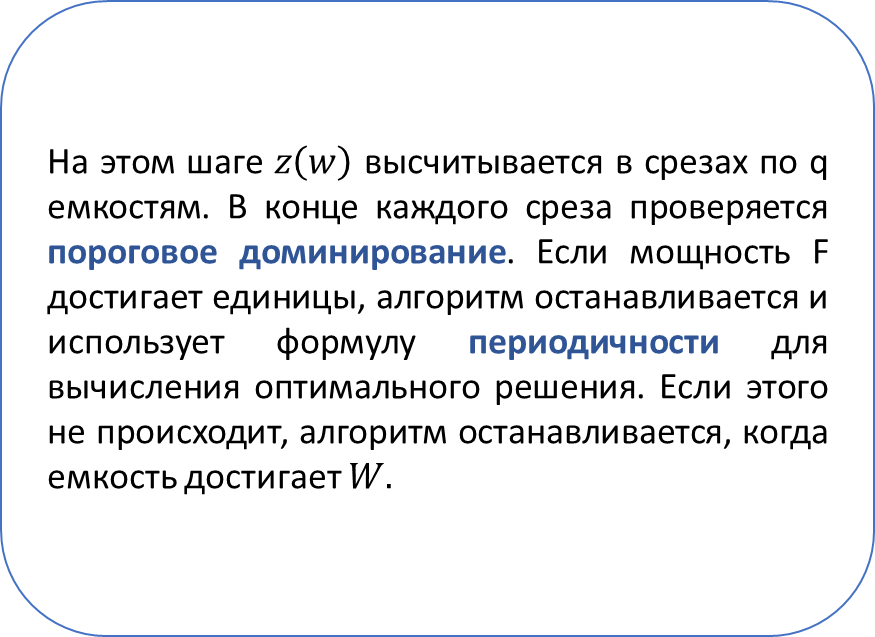 На этом шаге z(w) высчитывается в срезах по q
емкостям. В конце каждого среза проверяется
пороговое доминирование. Если мощность F
достигает единицы, алгоритм останавливается и
использует формулу периодичности для
вычисления оптимального решения. Если этого
не происходит, алгоритм останавливается, когда
емкость достигает W.